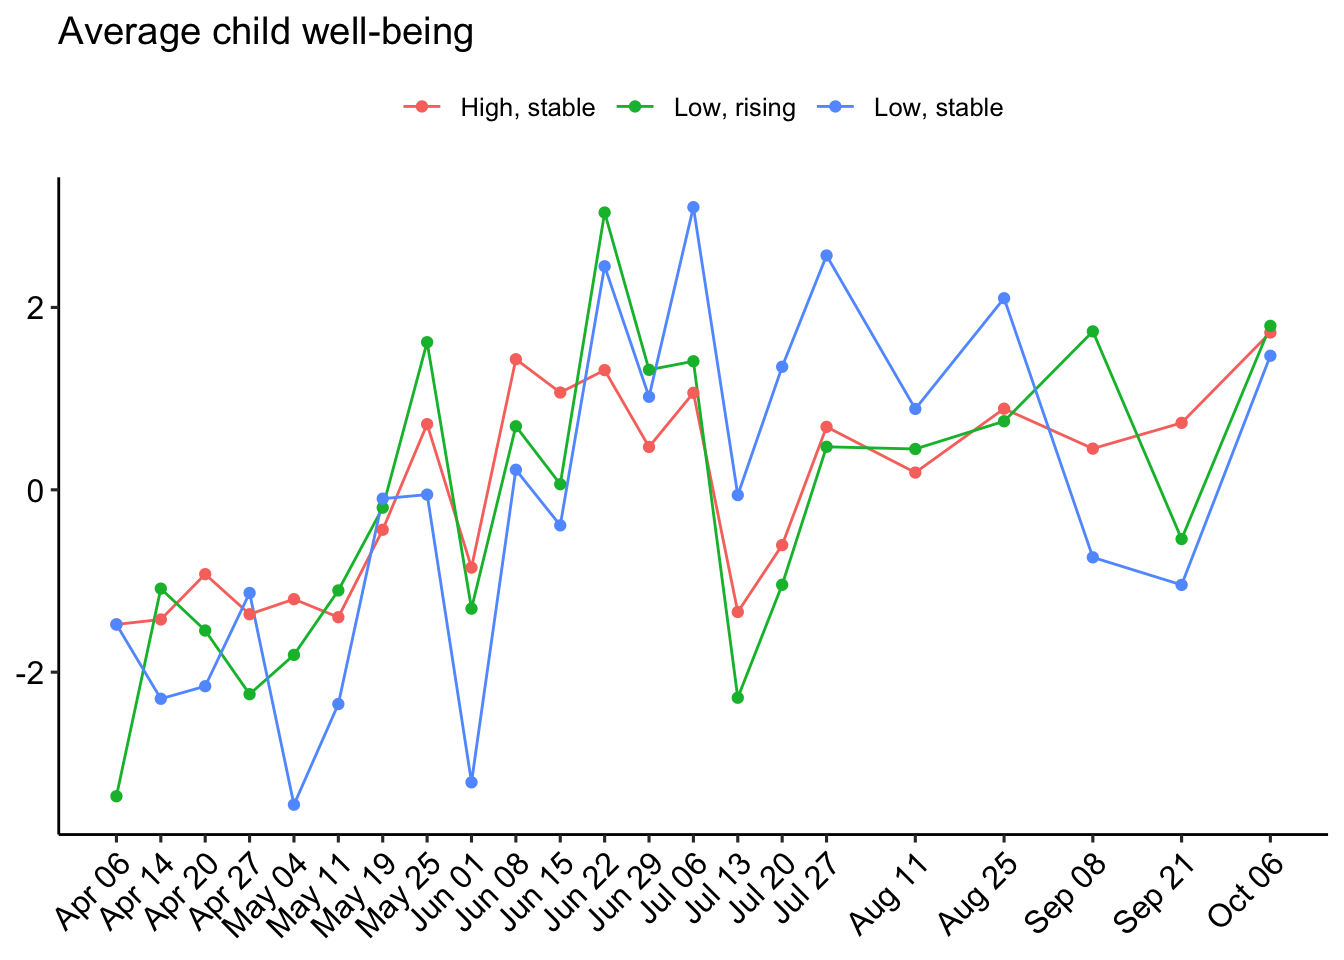 Average child well-being
High, stable Low, rising Low, stable
2
0
-2
Apr 06 Apr 14 Apr 20 Apr 27 May 04 May 11 May 19 May 25 Jun 01 Jun 08 Jun 15 Jun 22 Jun 29 Jul 06 Jul 13 Jul 20 Jul 27 Aug 11 Aug 25 Sep 08 Sep 21 Oct 06